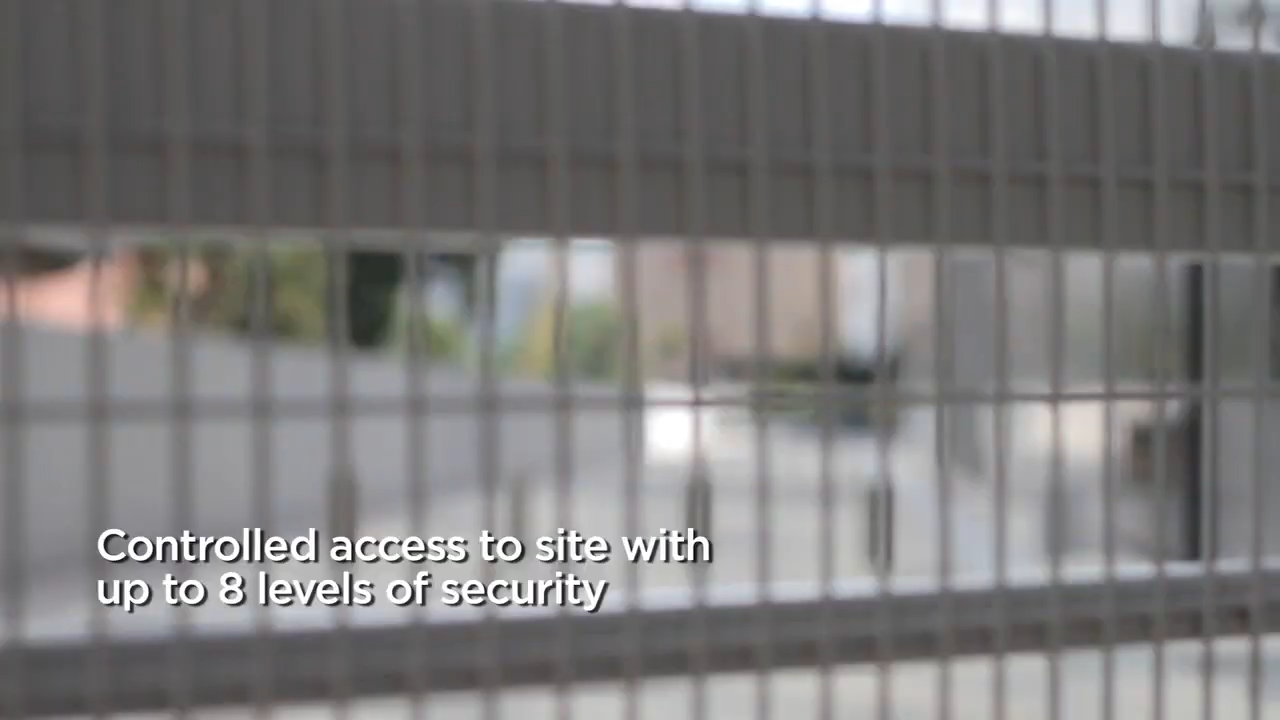 Controlled access to site with
up to 8 levels of security